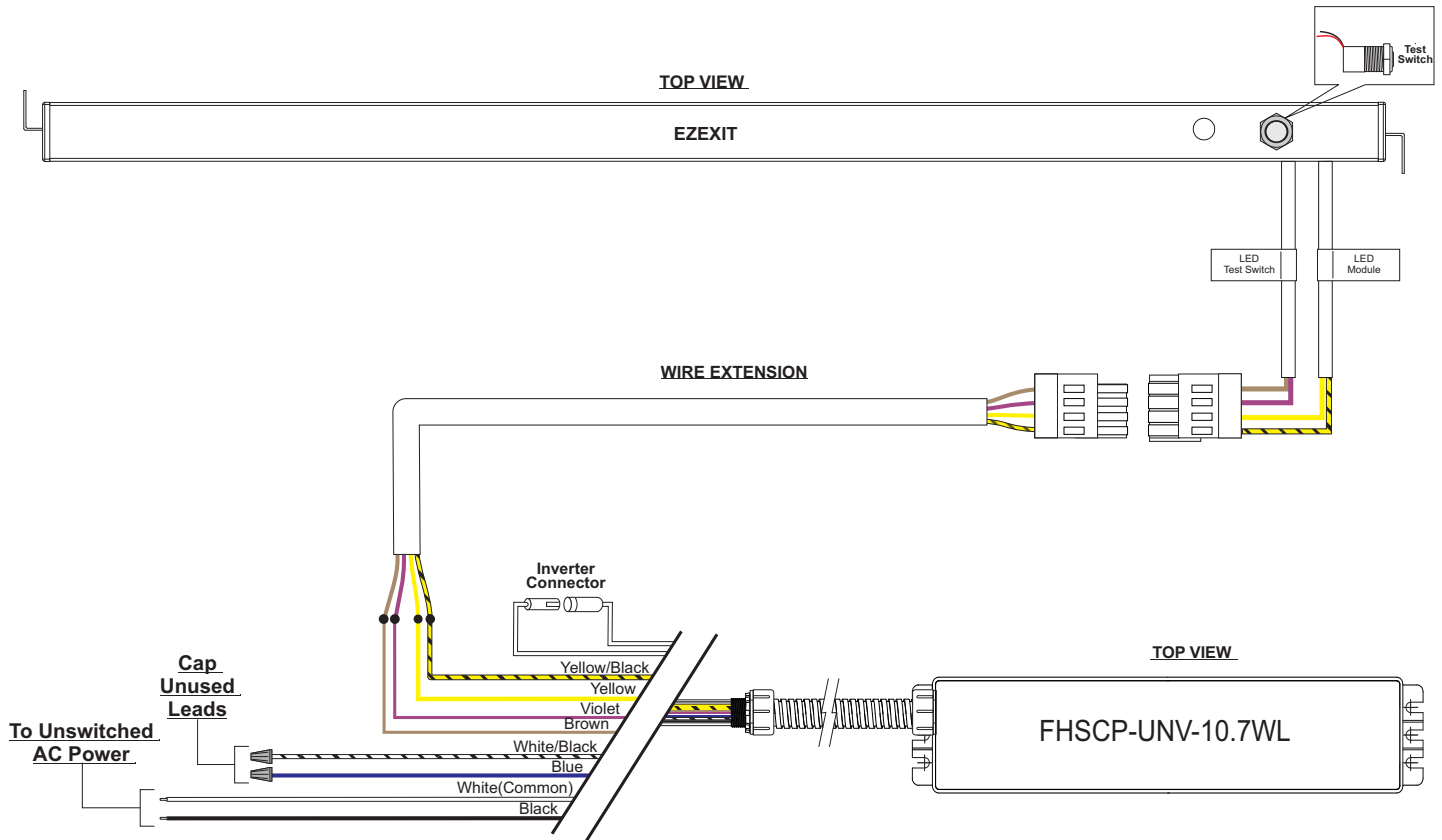 Test
Switch
TOP VIEW
EZEXIT
LED
Test Switch
LED
Module
WIRE EXTENSION
Inverter
Connector
Yellow/Black
Yellow
Violet
Brown
Cap
Unused
Leads
To Unswitched
AC Power
White/Black
Blue
White(Common)
Black
TOP VIEW
FHSCP-UNV-10.7WL